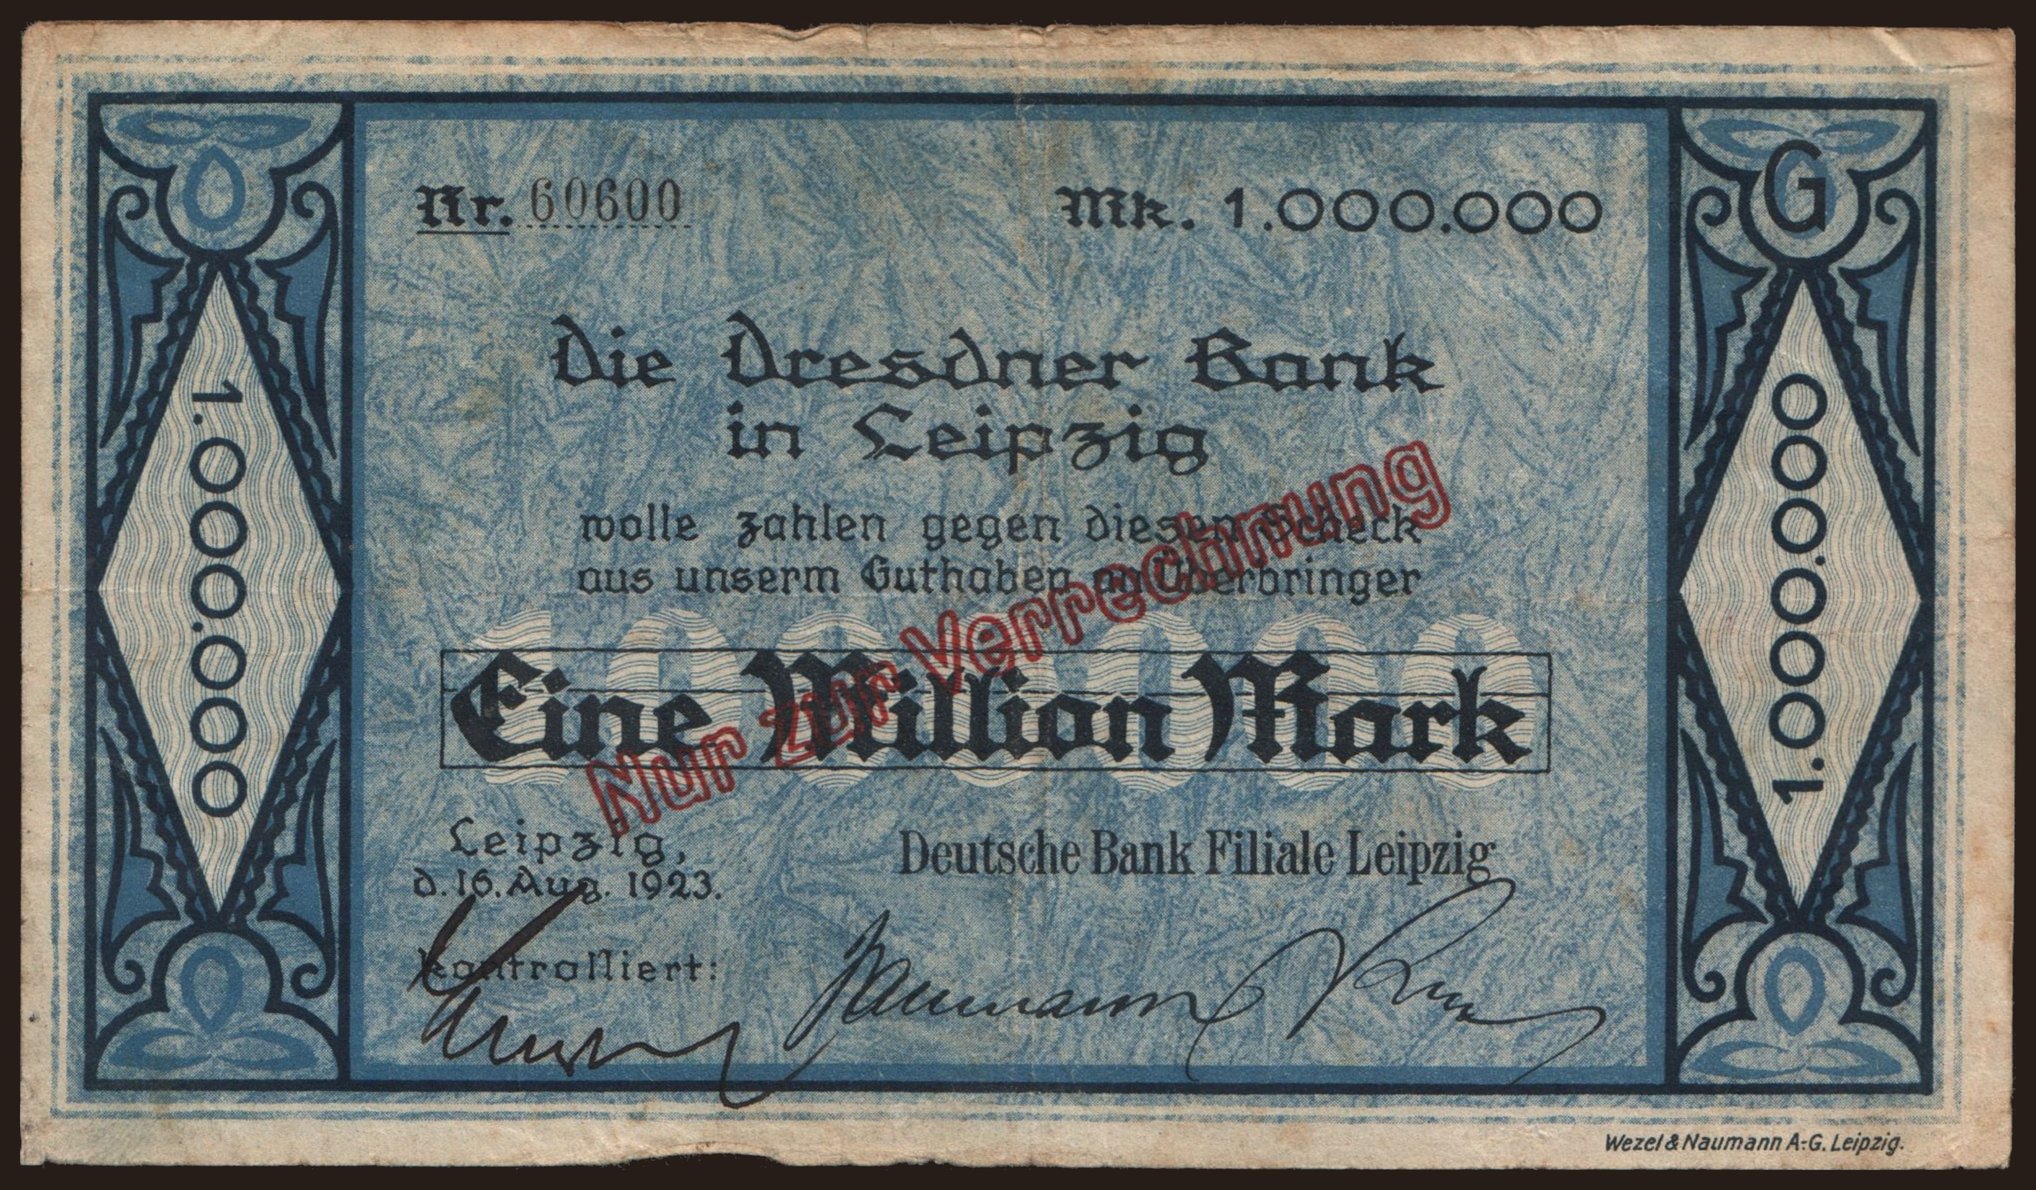 Nr. 60600
Mk. 1.000.000
G
Die Dresdner Bank
in Leipzig
wolle zahlen gegen diesen Scheck
aus unserm Guthaben an Überbringer
1000000
Eine Million Mark
Nur zur Verrechnung
1.000.000
1.000.000
Leipzig,
d. 16. Aug. 1923.
Deutsche Bank Filiale Leipzig
kontrolliert:
Naumann
Wezel & Naumann A.-G. Leipzig.